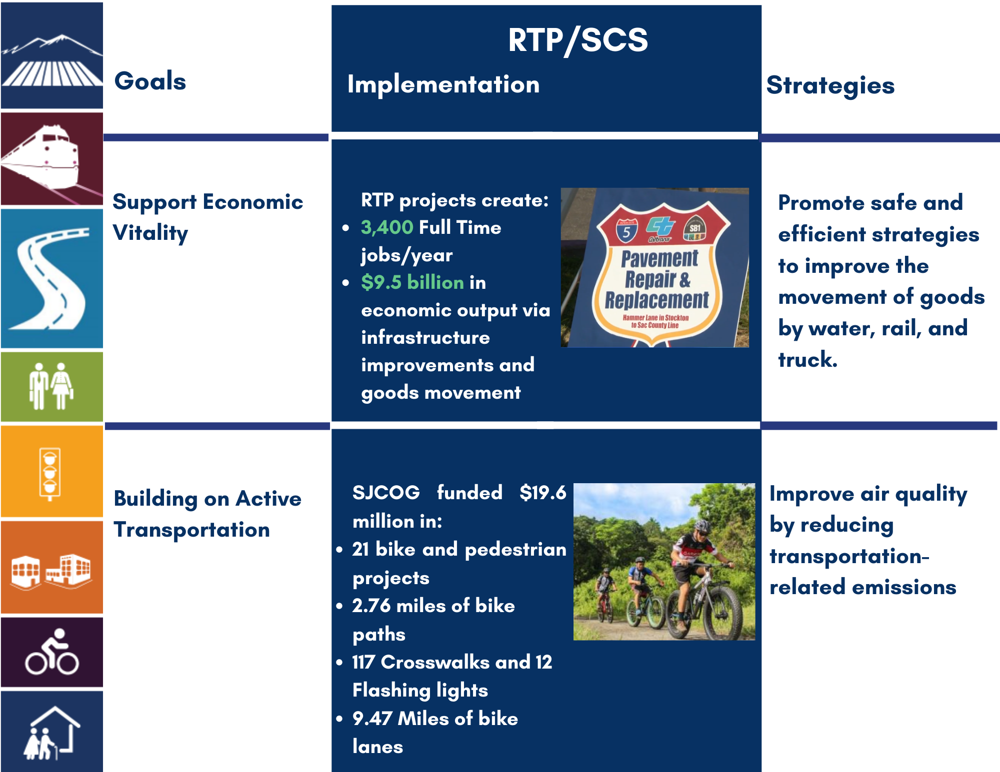 RTP/SCS
Goals
Implementation
Strategies
Support Economic
Vitality
RTP projects create:
• 3,400 Full Time
jobs/year
• $9.5 billion in
economic output via
infrastructure
improvements and
goods movement
INTERSTATE
5
ct
Caltrans
SB1
Pavement
Repair &
Replacement
Hammer Lane in Stockton
to Sac County Line
Promote safe and
efficient strategies
to improve the
movement of goods
by water, rail, and
truck.
Building on Active
Transportation
SJCOG funded $19.6
million in:
• 21 bike and pedestrian
projects
• 2.76 miles of bike
paths
• 117 Crosswalks and 12
Flashing lights
• 9.47 Miles of bike
lanes
Improve air quality
by reducing
transportation-
related emissions